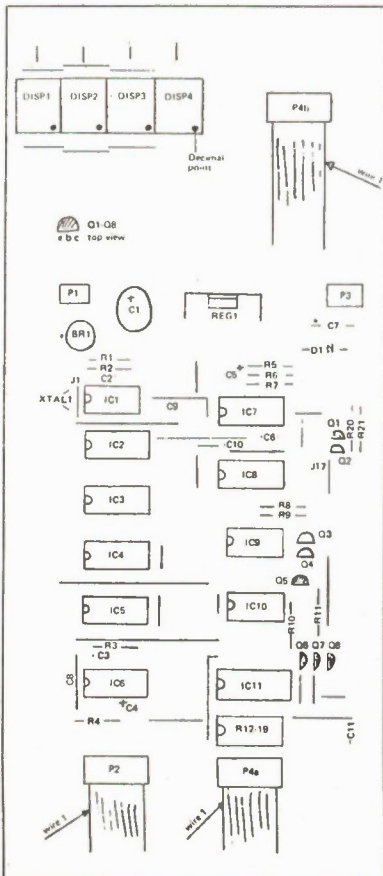 DISP1 DISP2 DISP3 DISP4
Decimal
point
P4b
wire 1
Q1-Q8
e b c top view
P1
C1
REG1
P3
BR1
C7
D1
R1
R2
C2
C5
R5
R6
R7
J1
XTAL1
IC1
C9
IC7
Q1
R20
R21
IC2
C10
C6
Q2
IC8
J17
IC3
R8
R9
IC4
IC9
Q3
Q4
Q5
IC5
IC10
R10
R11
R3
C3
Q6 Q7 Q8
C8
IC6
IC11
C4
R4
R12-19
C11
P2
P4a
wire 1
wire 1